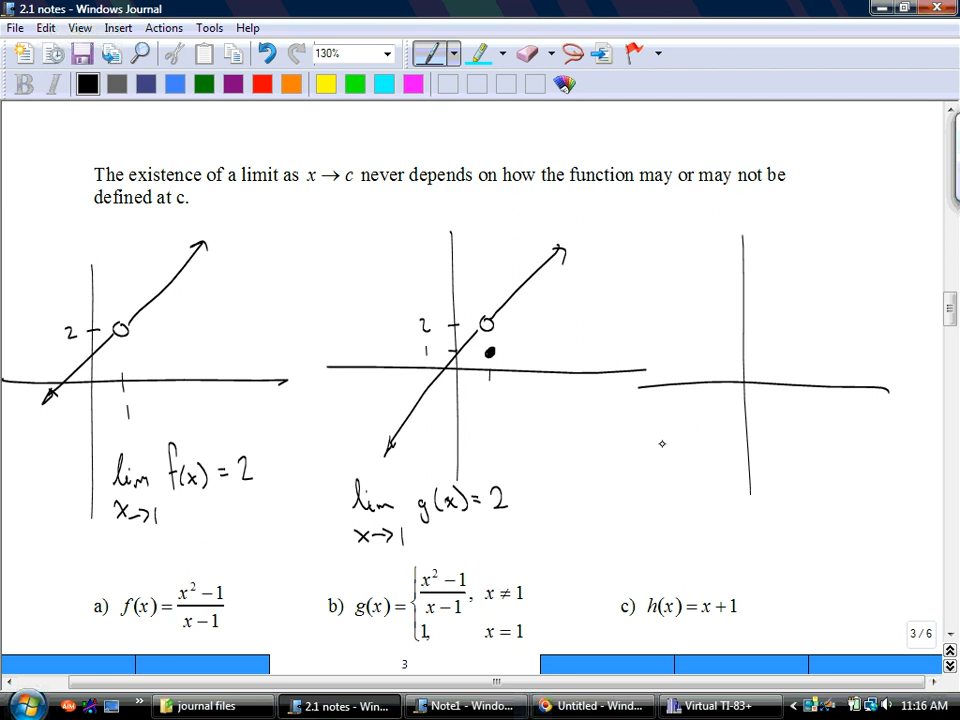 2.1 notes - Windows Journal
File Edit View Insert Actions Tools Help
130%
B I
The existence of a limit as x → c never depends on how the function may or may not be
defined at c.
2
1
lim f(x) = 2
x→1
2
1
1
lim g(x) = 2
x→1
a) f(x) = (x² − 1)/(x − 1)
b) g(x) = { (x² − 1)/(x − 1), x ≠ 1
1, x = 1
c) h(x) = x + 1
3 / 6
3
journal files
2.1 notes - Win...
Note1 - Windo...
Untitled - Wind...
Virtual TI-83+
11:16 AM